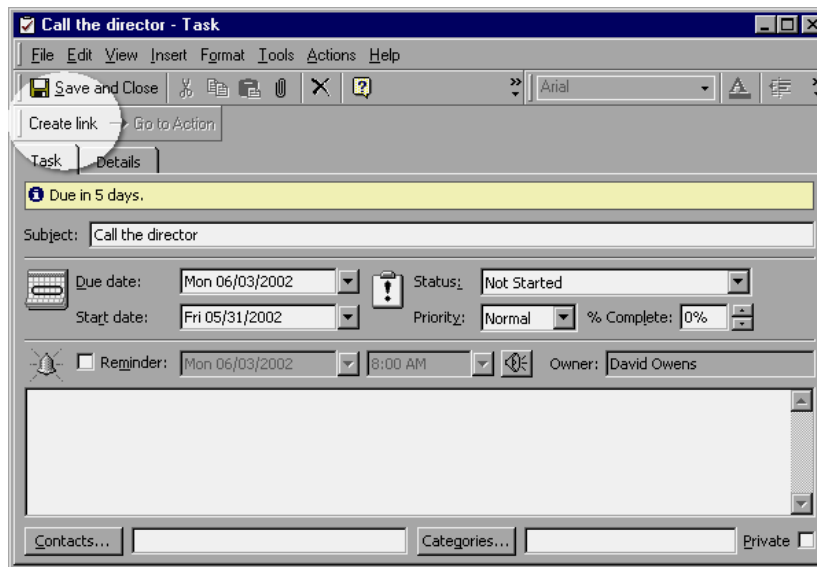 Call the director - Task
File Edit View Insert Format Tools Actions Help
Save and Close Arial A
Create link Go to Action
Task Details
Due in 5 days.
Subject: Call the director
Due date: Mon 06/03/2002 Status: Not Started
Start date: Fri 05/31/2002 Priority: Normal % Complete: 0%
Reminder: Mon 06/03/2002 8:00 AM Owner: David Owens
Contacts... Categories... Private